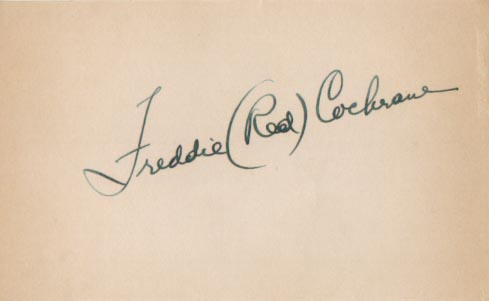 Freddie (Red) Cochrane